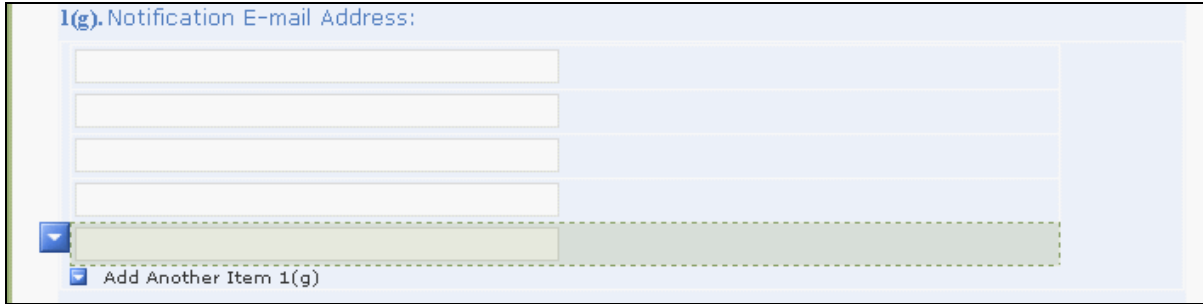 1(g). Notification E-mail Address:
Add Another Item 1(g)